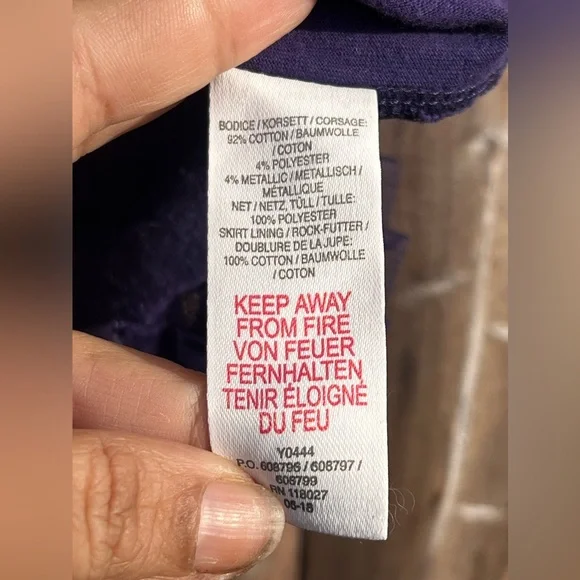 BODICE / KORSETT / CORSAGE:
92% COTTON / BAUMWOLLE
/ COTON
4% POLYESTER
4% METALLIC / METALLISCH /
MÉTALLIQUE
NET / NETZ, TÜLL / TULLE:
100% POLYESTER
SKIRT LINING / ROCK-FUTTER /
DOUBLURE DE LA JUPE:
100% COTTON / BAUMWOLLE
/ COTON
KEEP AWAY
FROM FIRE
VON FEUER
FERNHALTEN
TENIR ÉLOIGNÉ
DU FEU
Y0444
P.O. 608796 / 608797 /
608799
RN 118027
06-18